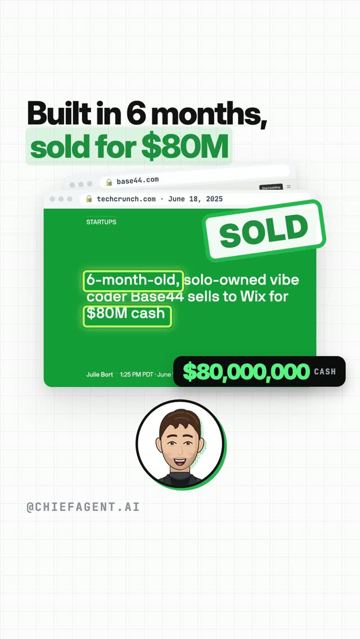 Built in 6 months,
sold for $80M
base44.com
techcrunch.com · June 18, 2025
STARTUPS
SOLD
6-month-old, solo-owned vibe
coder Base44 sells to Wix for
$80M cash
$80,000,000 CASH
Julie Bort 1:25 PM PDT · June
@CHIEFAGENT.AI